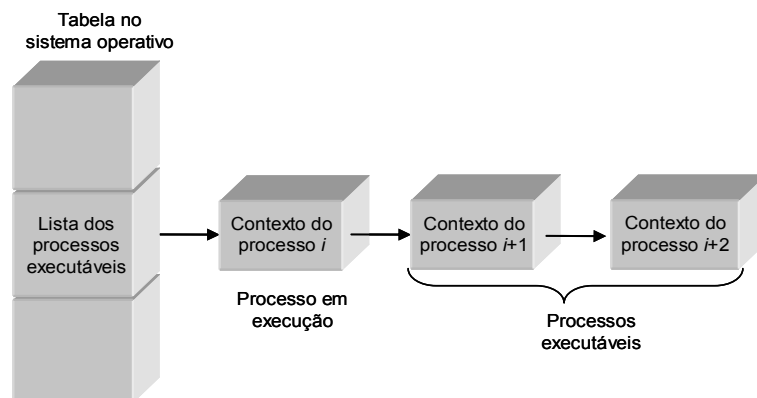 Tabela no
sistema operativo
Lista dos
processos
executáveis
Contexto do
processo i
Contexto do
processo i+1
Contexto do
processo i+2
Processo em
execução
Processos
executáveis